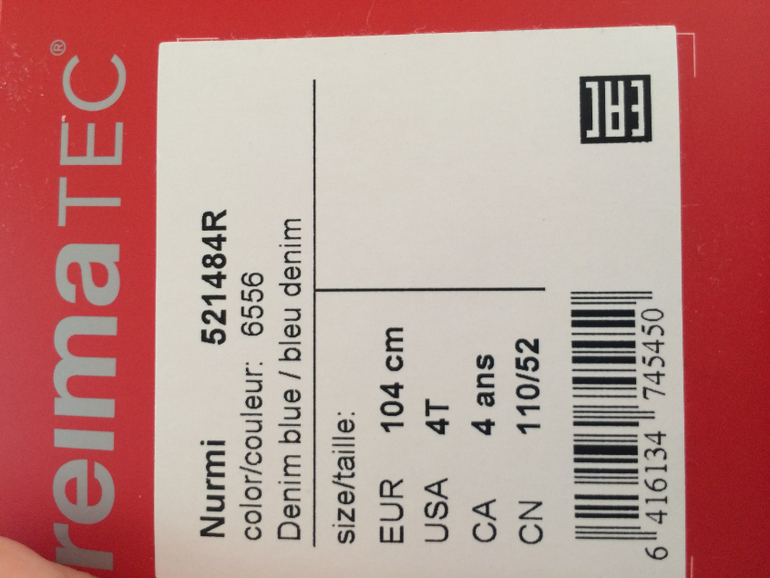 reimaTEC®
Nurmi 521484R
color/couleur: 6556
Denim blue / bleu denim
size/taille:
EUR 104 cm
USA 4T
CA 4 ans
CN 110/52
6 416134 745450
EAC